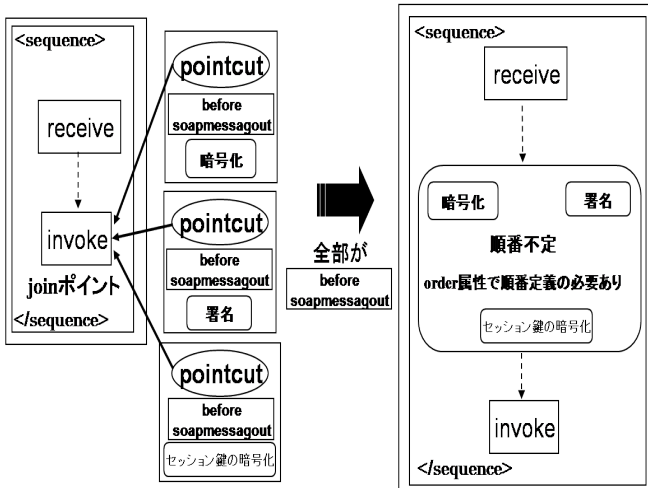 <sequence>
receive
invoke
joinポイント
</sequence>
pointcut
before
soapmessagout
暗号化
pointcut
before
soapmessagout
署名
pointcut
before
soapmessagout
セッション鍵の暗号化
全部が
before
soapmessagout
<sequence>
receive
暗号化
署名
順番不定
order属性で順番定義の必要あり
セッション鍵の暗号化
invoke
</sequence>